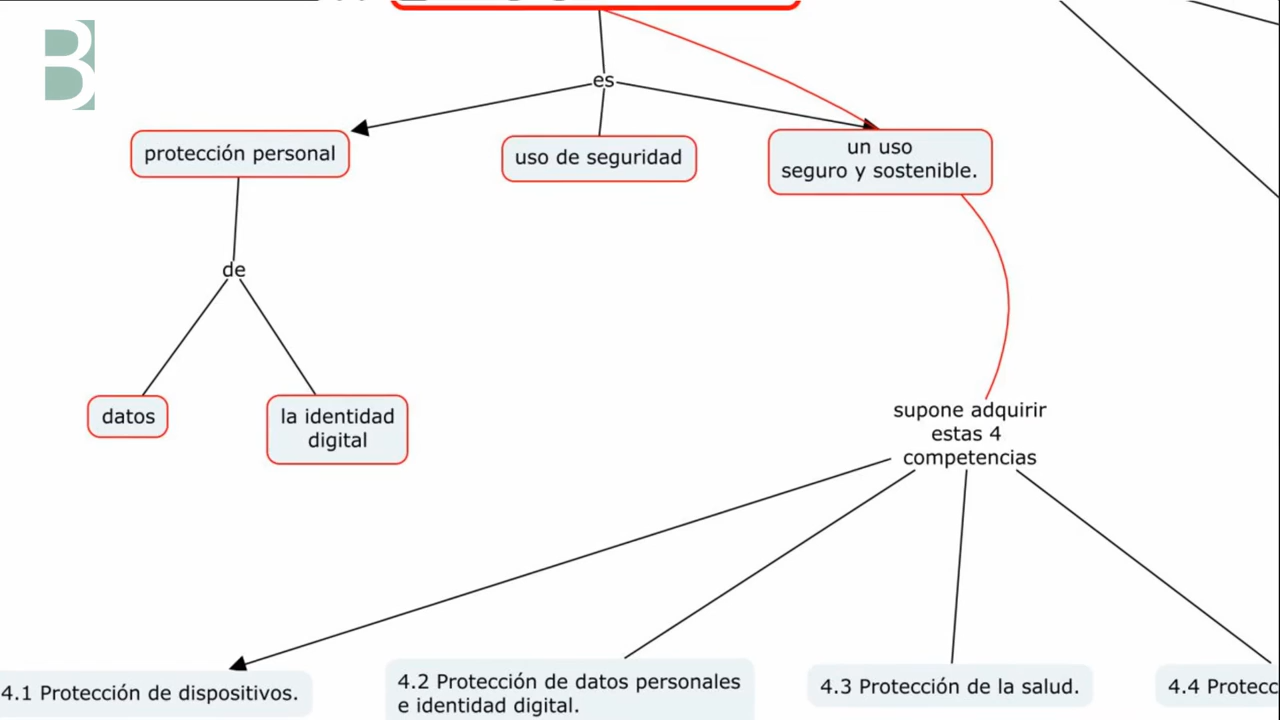 B
es
protección personal
uso de seguridad
un uso
seguro y sostenible.
de
datos
la identidad
digital
supone adquirir
estas 4
competencias
4.1 Protección de dispositivos.
4.2 Protección de datos personales
e identidad digital.
4.3 Protección de la salud.
4.4